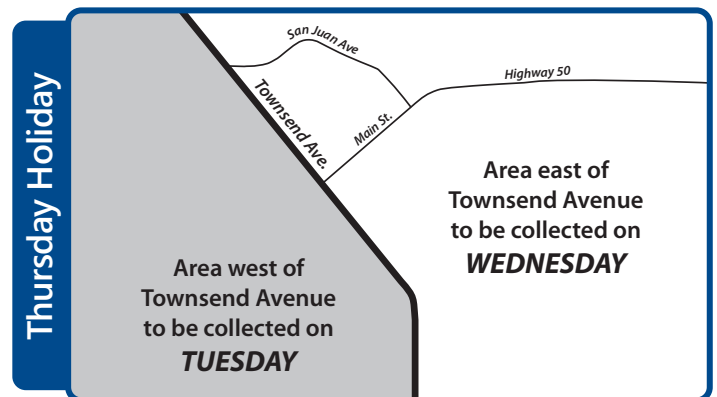 Thursday Holiday
San Juan Ave
Highway 50
Townsend Ave.
Main St.
Area east of
Townsend Avenue
to be collected on
WEDNESDAY
Area west of
Townsend Avenue
to be collected on
TUESDAY